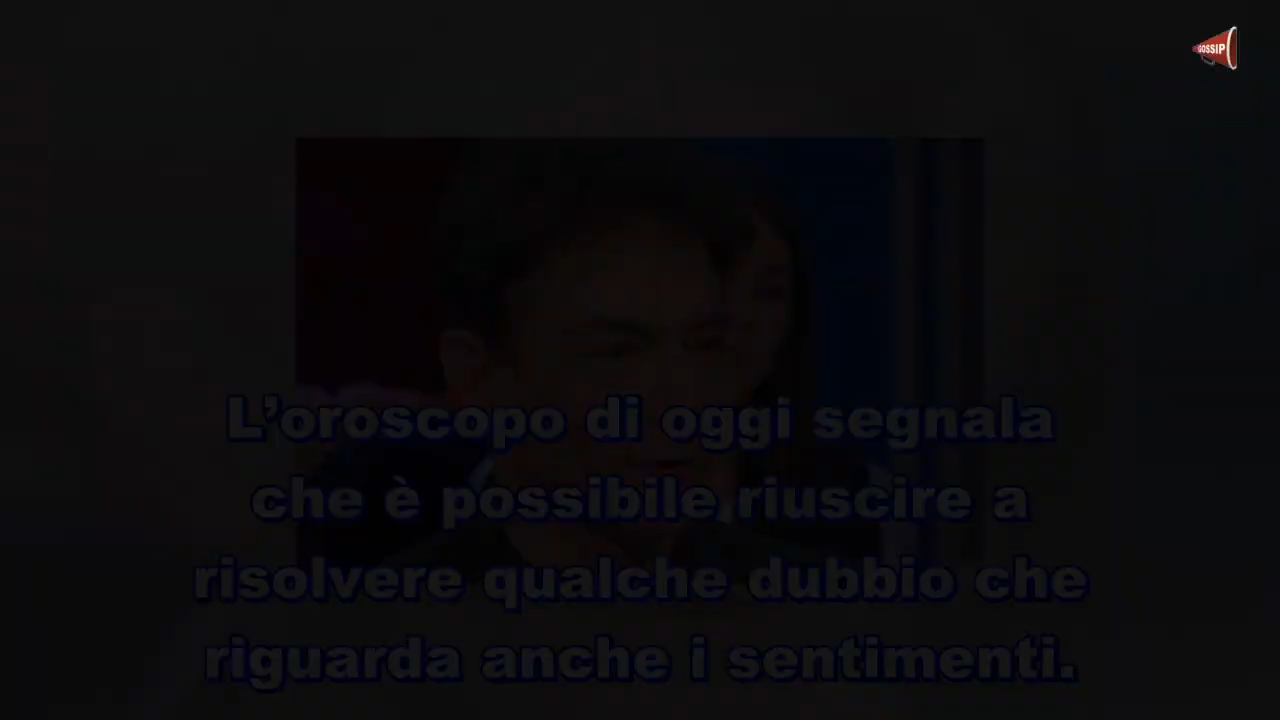 GOSSIP
L'oroscopo di oggi segnala
che è possibile riuscire a
risolvere qualche dubbio che
riguarda anche i sentimenti.